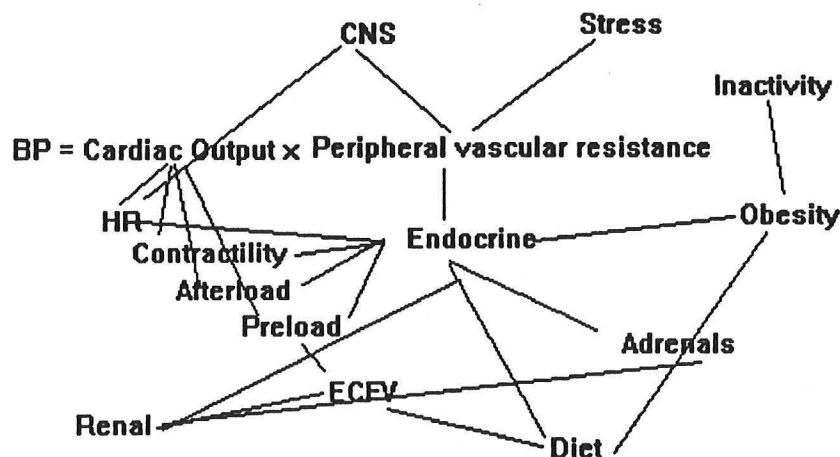 CNS
Stress
Inactivity
BP = Cardiac Output x Peripheral vascular resistance
HR
Endocrine
Obesity
Contractility
Afterload
Preload
Adrenals
ECFV
Renal
Diet